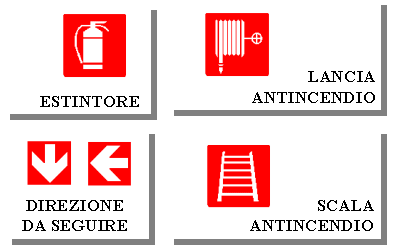 ESTINTORE
LANCIA
ANTINCENDIO
DIREZIONE
DA SEGUIRE
SCALA
ANTINCENDIO